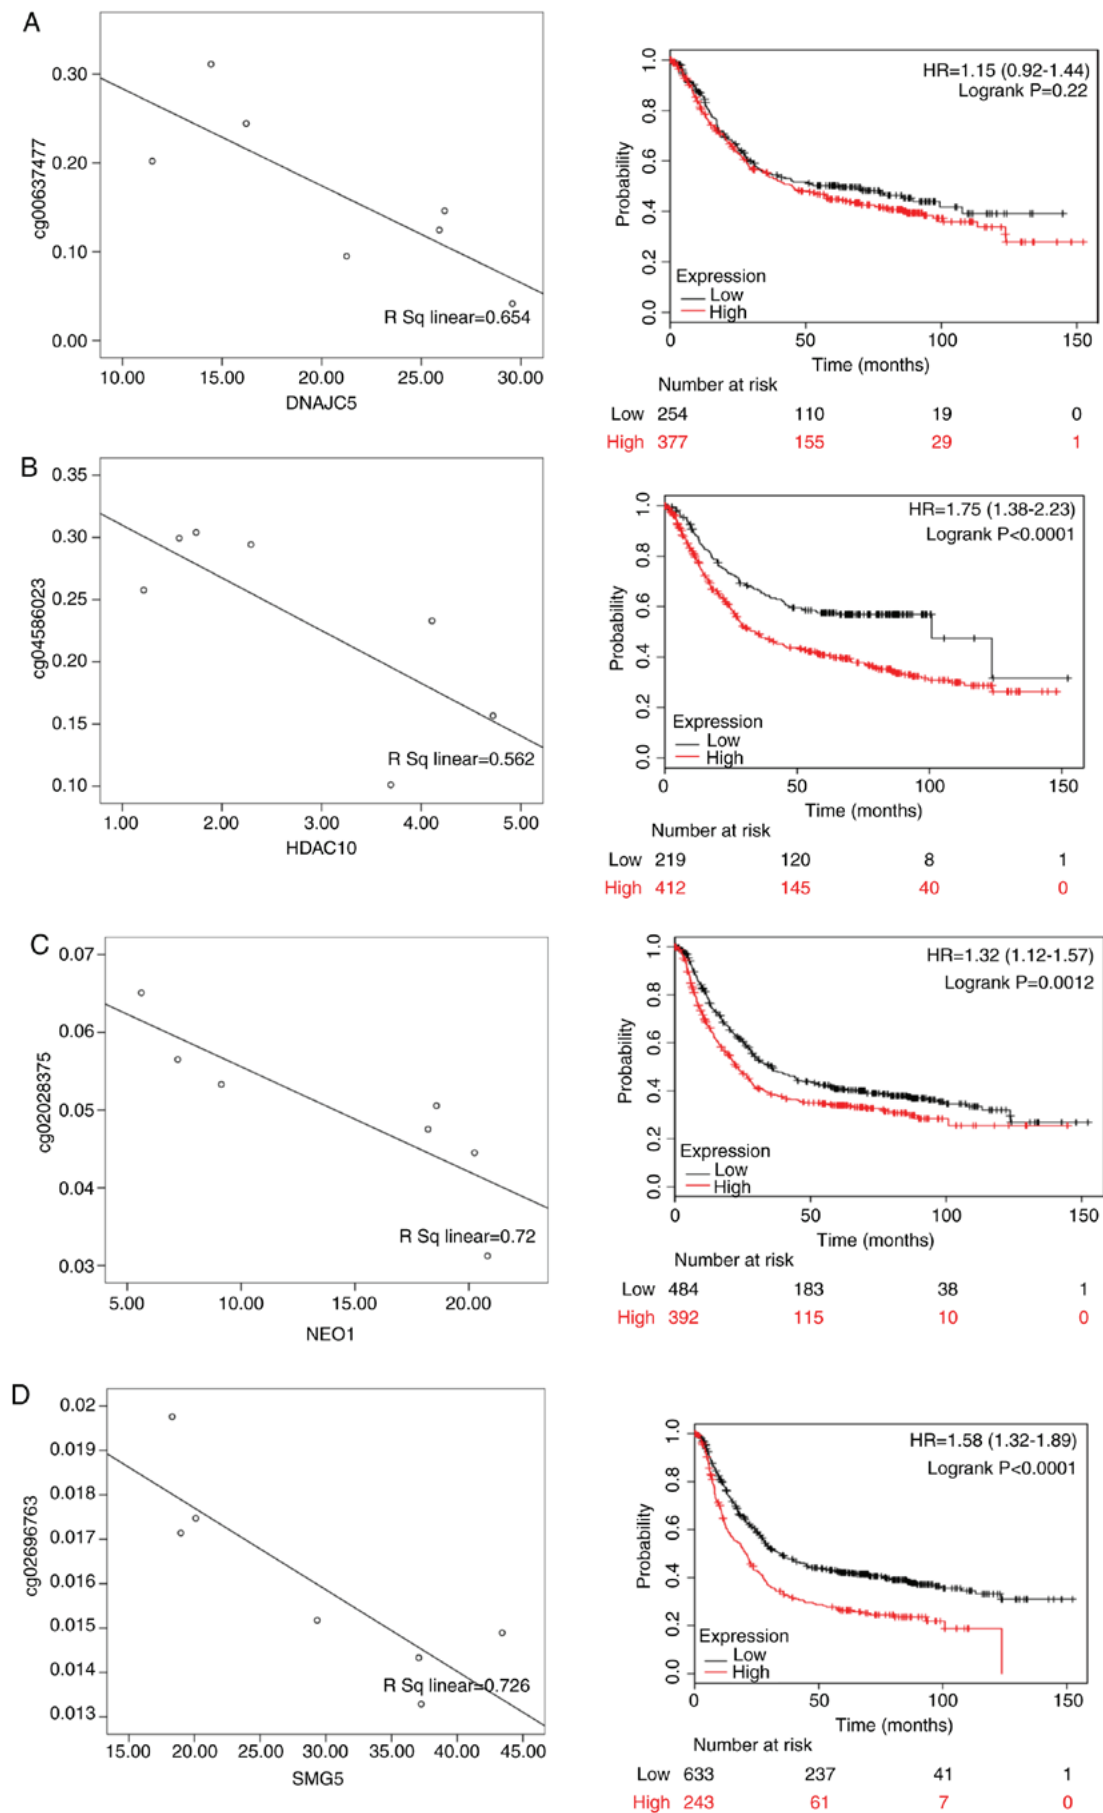 A
cg00637477
0.30
0.20
0.10
0.00
R Sq linear=0.654
10.00 15.00 20.00 25.00 30.00
DNAJC5
Probability
1.0
0.8
0.6
0.4
0.2
0.0
HR=1.15 (0.92-1.44)
Logrank P=0.22
Expression
Low
High
0 50 100 150
Time (months)
Number at risk
Low 254 110 19 0
High 377 155 29 1
B
cg04586023
0.35
0.30
0.25
0.20
0.15
0.10
R Sq linear=0.562
1.00 2.00 3.00 4.00 5.00
HDAC10
Probability
1.0
0.8
0.6
0.4
0.2
0.0
HR=1.75 (1.38-2.23)
Logrank P<0.0001
Expression
Low
High
0 50 100 150
Time (months)
Number at risk
Low 219 120 8 1
High 412 145 40 0
C
cg02028375
0.07
0.06
0.05
0.04
0.03
R Sq linear=0.72
5.00 10.00 15.00 20.00
NEO1
Probability
1.0
0.8
0.6
0.4
0.2
0.0
HR=1.32 (1.12-1.57)
Logrank P=0.0012
Expression
Low
High
0 50 100 150
Time (months)
Number at risk
Low 484 183 38 1
High 392 115 10 0
D
cg02696763
0.02
0.019
0.018
0.017
0.016
0.015
0.014
0.013
R Sq linear=0.726
15.00 20.00 25.00 30.00 35.00 40.00 45.00
SMG5
Probability
1.0
0.8
0.6
0.4
0.2
0.0
HR=1.58 (1.32-1.89)
Logrank P<0.0001
Expression
Low
High
0 50 100 150
Time (months)
Number at risk
Low 633 237 41 1
High 243 61 7 0